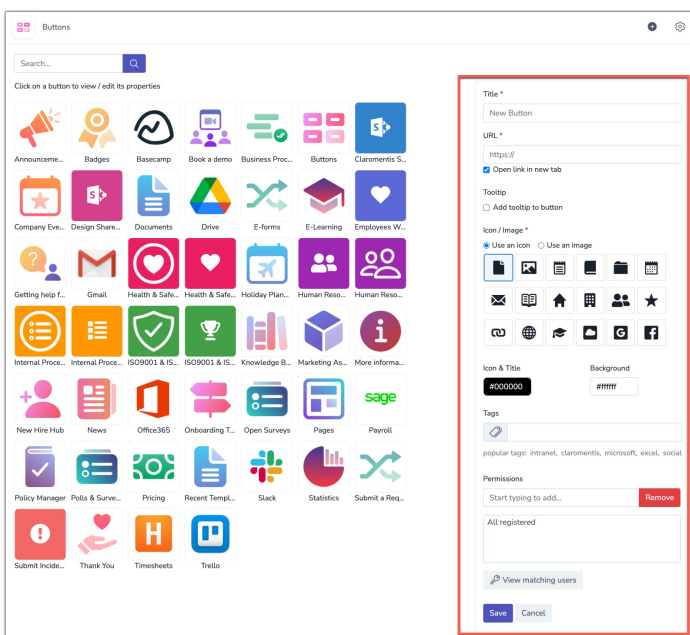 Buttons
Search...
Click on a button to view / edit its properties
Announceme... Badges Basecamp Book a demo Business Proc... Buttons Claromentis S...
Company Eve... Design Share... Documents Drive E-forms E-Learning Employees W...
Getting help f... Gmail Health & Safe... Health & Safe... Holiday Plan... Human Reso... Human Reso...
Internal Proce... Internal Proce... ISO9001 & IS... ISO9001 & IS... Knowledge B... Marketing As... More informa...
sage
New Hire Hub News Office365 Onboarding T... Open Surveys Pages Payroll
Policy Manager Polls & Surve... Pricing Recent Templ... Slack Statistics Submit a Req...
H
Submit Incide... Thank You Timesheets Trello
Title *
New Button
URL *
https://
Open link in new tab
Tooltip
Add tooltip to button
Icon / Image *
Use an icon Use an image
Icon & Title Background
#000000 #ffffff
Tags
popular tags: intranet, claromentis, microsoft, excel, social
Permissions
Start typing to add... Remove
All registered
View matching users
Save Cancel